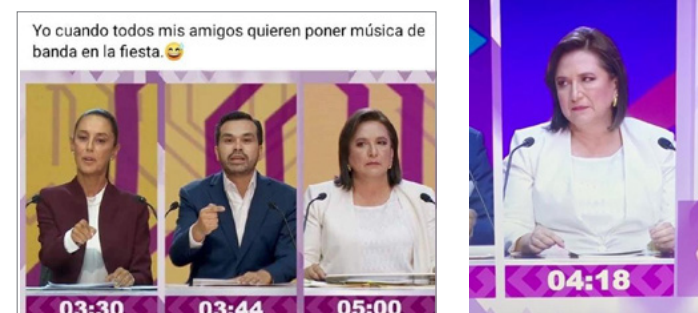 Yo cuando todos mis amigos quieren poner música de
banda en la fiesta.😅
03:30 03:44 05:00
04:18